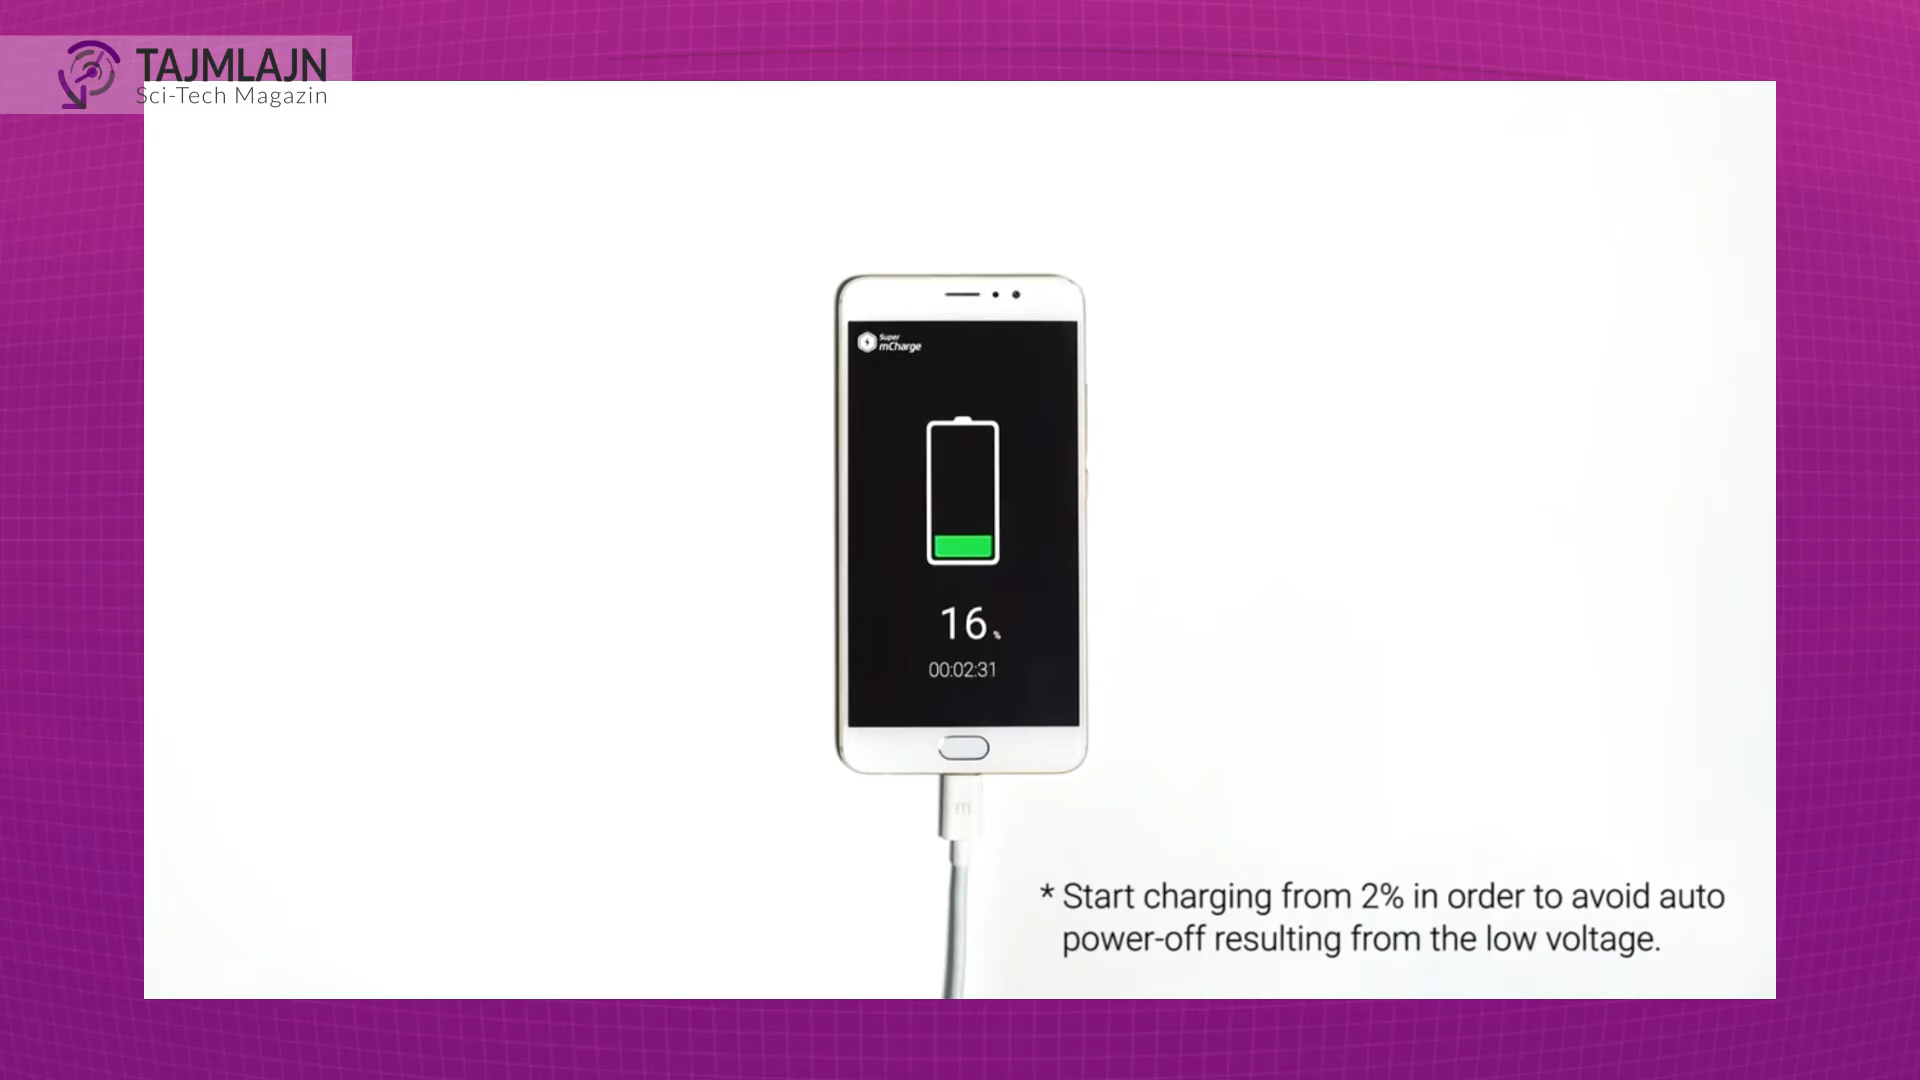 TAJMLAJN
Sci-Tech Magazin
Super
mCharge
16%
00:02:31
m
* Start charging from 2% in order to avoid auto
power-off resulting from the low voltage.